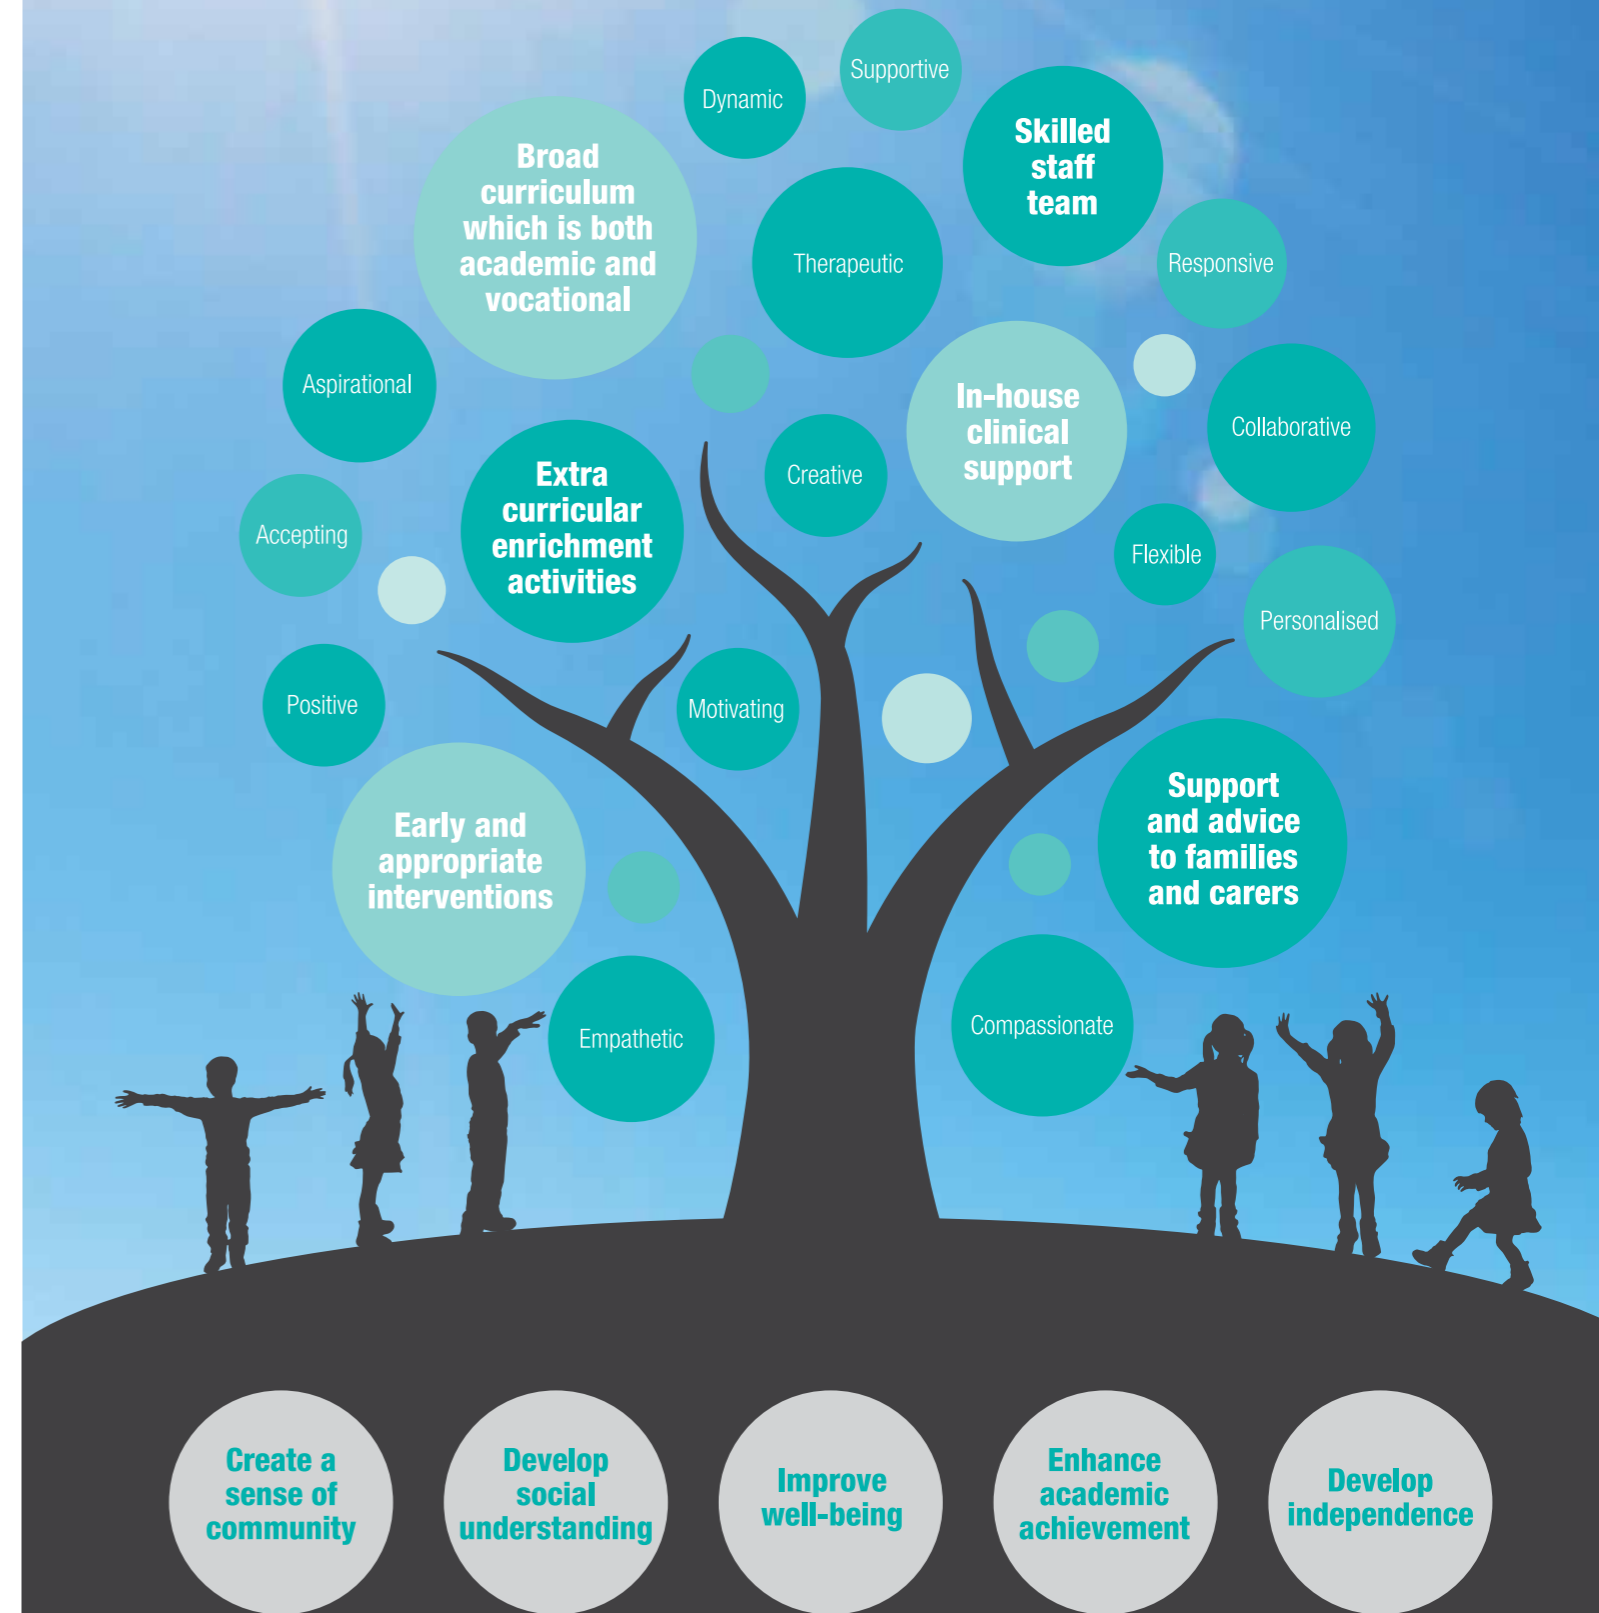 Supportive
Dynamic
Skilled
staff
team
Broad
curriculum
which is both
academic and
vocational
Therapeutic
Responsive
Aspirational
In-house
clinical
support
Collaborative
Extra
curricular
enrichment
activities
Creative
Accepting
Flexible
Personalised
Positive
Motivating
Support
and advice
to families
and carers
Early and
appropriate
interventions
Empathetic
Compassionate
Create a
sense of
community
Develop
social
understanding
Improve
well-being
Enhance
academic
achievement
Develop
independence